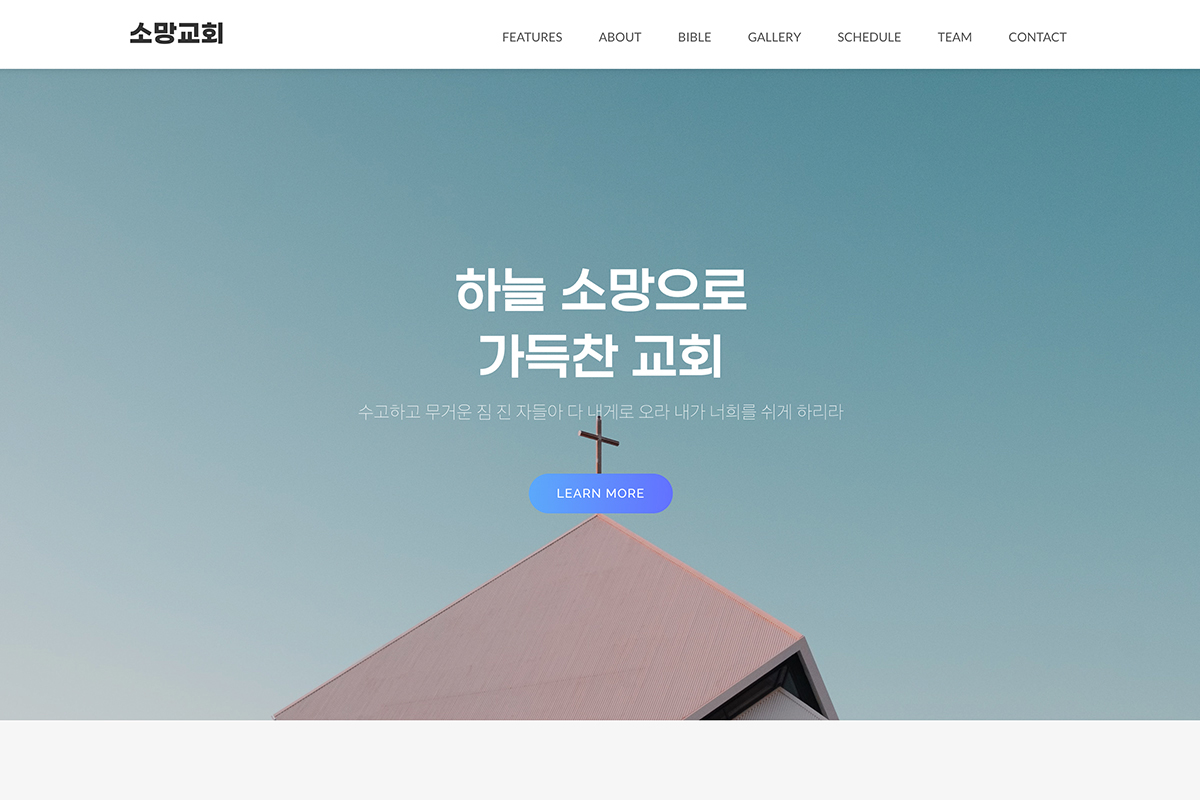 소망교회
FEATURES ABOUT BIBLE GALLERY SCHEDULE TEAM CONTACT
하늘 소망으로
가득찬 교회
수고하고 무거운 짐 진 자들아 다 내게로 오라 내가 너희를 쉬게 하리라
LEARN MORE